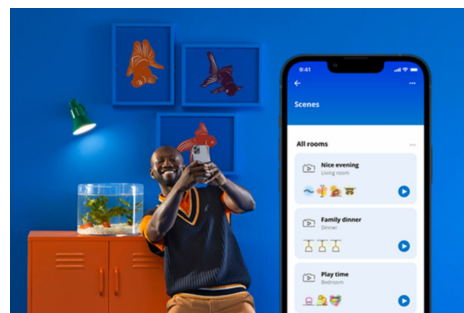 9:41
Scenes
All rooms
Nice evening
Living room
Family dinner
Dinner
Play time
Bedroom